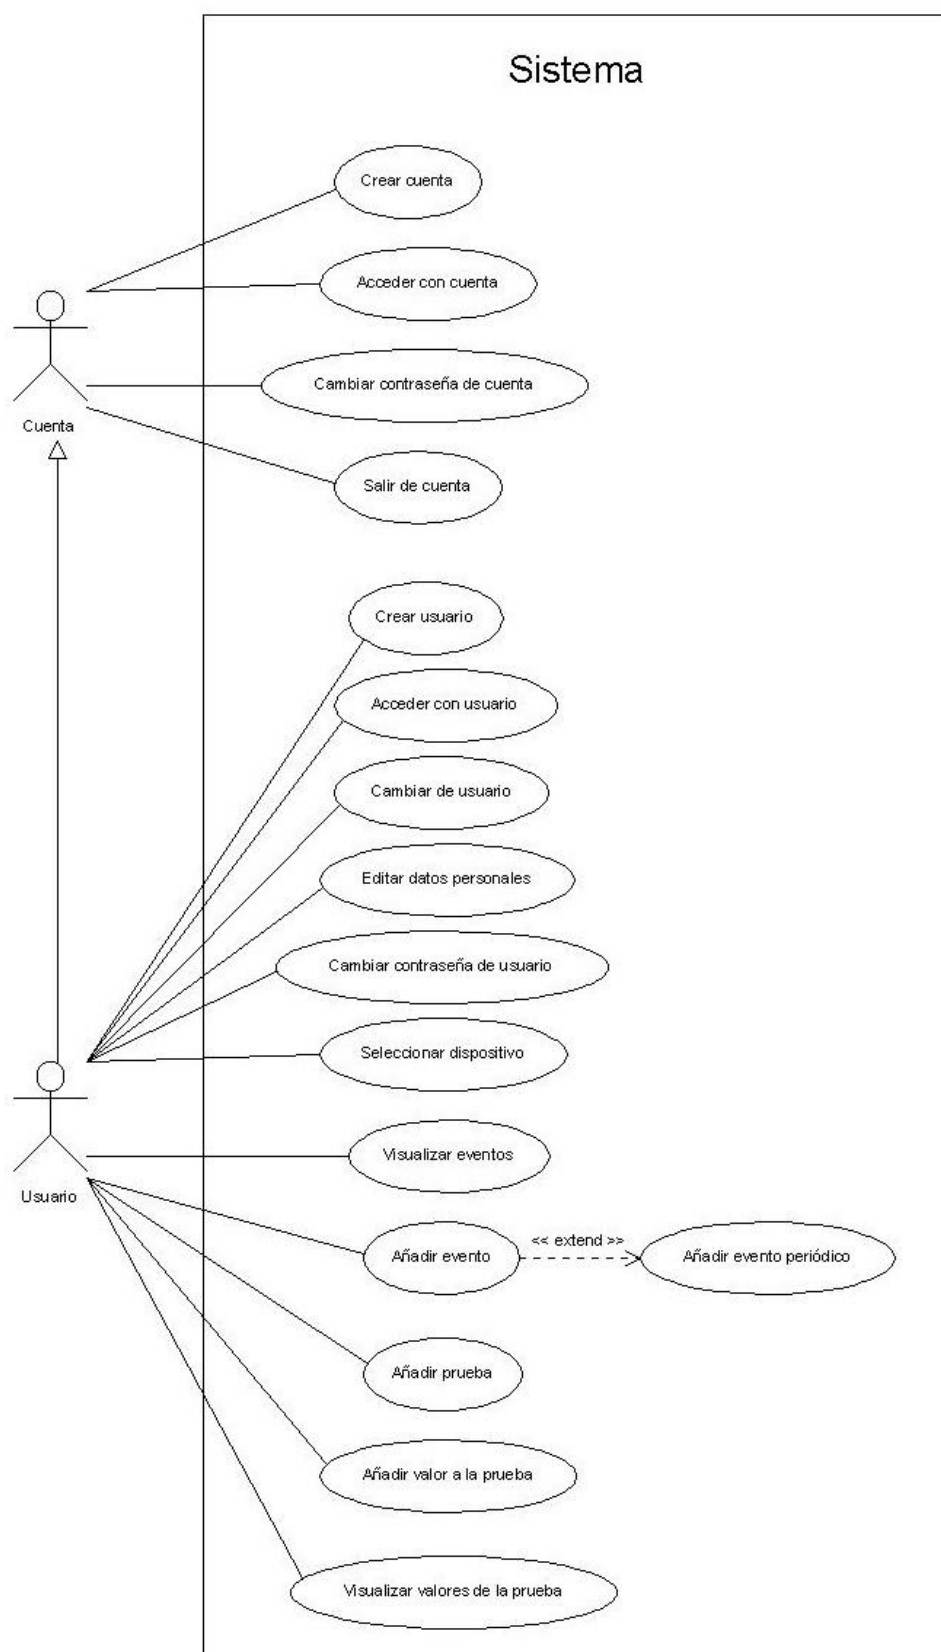 Sistema
Crear cuenta
Acceder con cuenta
Cambiar contraseña de cuenta
Cuenta
Salir de cuenta
Crear usuario
Acceder con usuario
Cambiar de usuario
Editar datos personales
Cambiar contraseña de usuario
Seleccionar dispositivo
Visualizar eventos
Usuario
Añadir evento
<< extend >>
Añadir evento periódico
Añadir prueba
Añadir valor a la prueba
Visualizar valores de la prueba